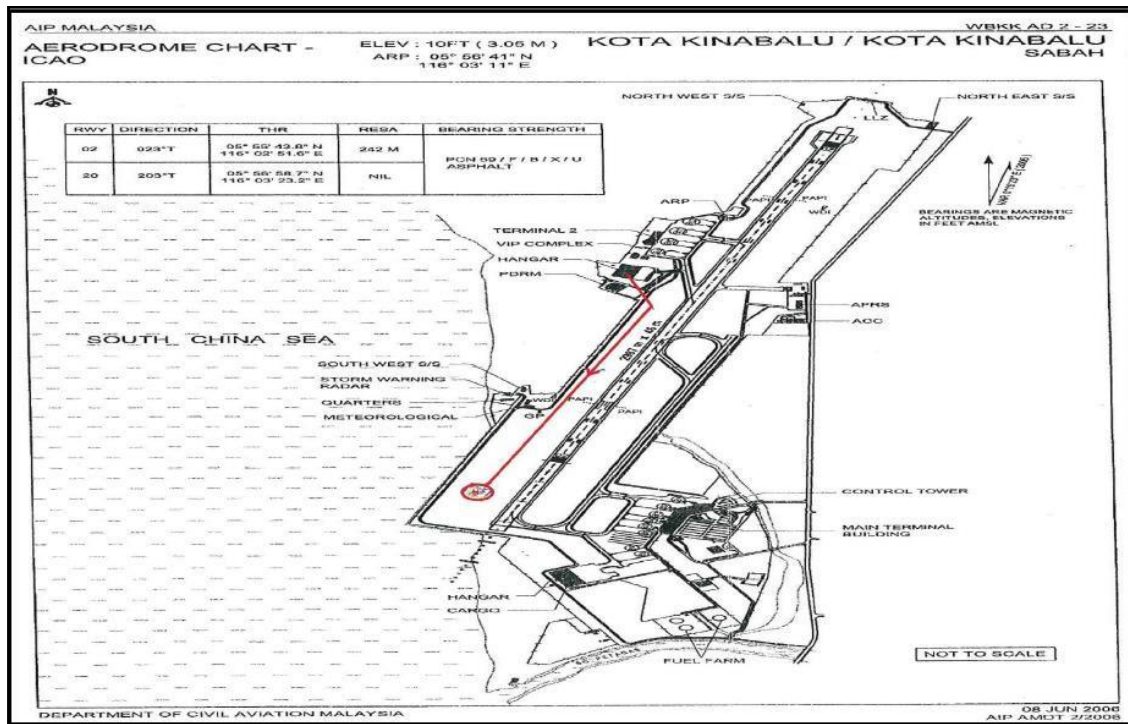 AIP MALAYSIA
WBKK AD 2 - 23
AERODROME CHART - ICAO
ELEV : 10FT ( 3.05 M )
ARP : 05° 56' 41" N
116° 03' 11" E
KOTA KINABALU / KOTA KINABALU
SABAH
N
NORTH WEST S/S
NORTH EAST S/S
LLZ
RWY DIRECTION THR RESA BEARING STRENGTH
02 023°T 05° 55' 43.8" N 116° 02' 51.6" E 242 M
PCN 59 / F / B / X / U ASPHALT
20 203°T 05° 56' 58.7" N 116° 03' 23.2" E NIL
ARP
PAPI
PAPI
WDI
BEARINGS ARE MAGNETIC
ALTITUDES, ELEVATIONS
IN FEET AMSL
TERMINAL 2
VIP COMPLEX
HANGAR
PDRM
AFRS
ACC
SOUTH CHINA SEA
SOUTH WEST S/S
STORM WARNING
RADAR
QUARTERS
METEOROLOGICAL
WDI
PAPI
GP
PAPI
CONTROL TOWER
MAIN TERMINAL
BUILDING
HANGAR
CARGO
FUEL FARM
NOT TO SCALE
DEPARTMENT OF CIVIL AVIATION MALAYSIA
08 JUN 2006
AIP AMDT 2/2006